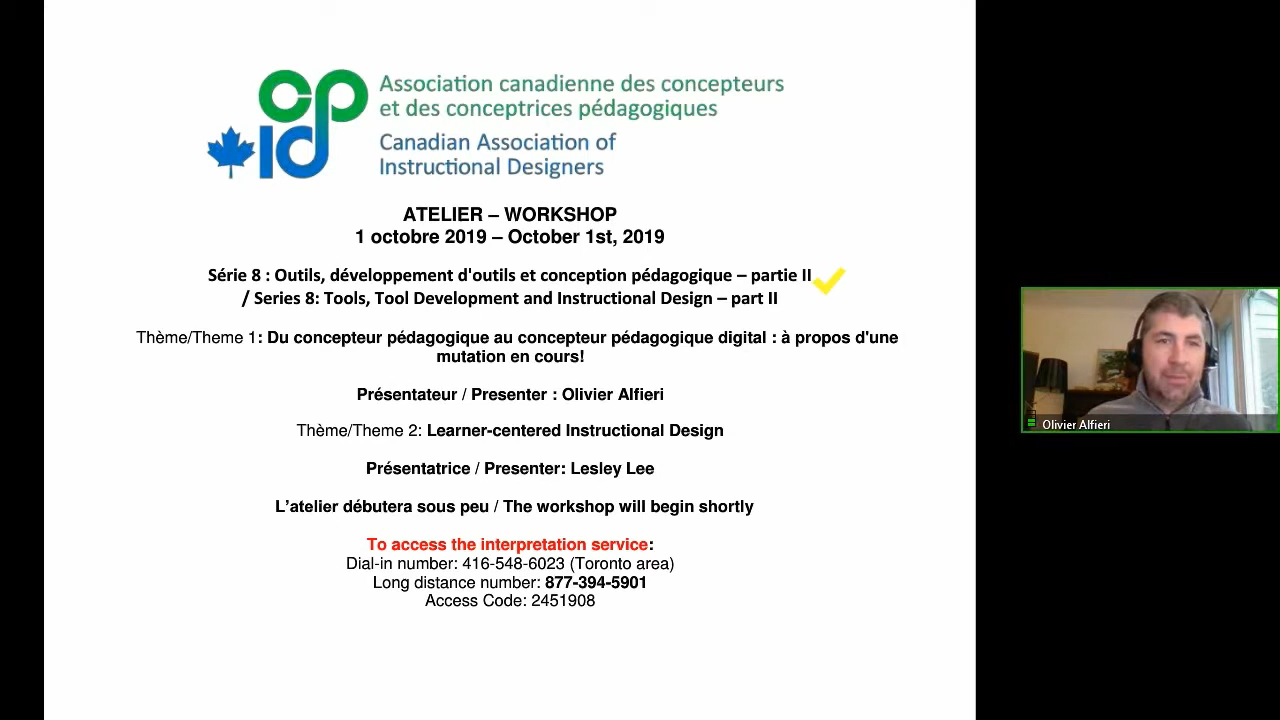 cp
id
Association canadienne des concepteurs
et des conceptrices pédagogiques
Canadian Association of
Instructional Designers
ATELIER – WORKSHOP
1 octobre 2019 – October 1st, 2019
Série 8 : Outils, développement d'outils et conception pédagogique – partie II
/ Series 8: Tools, Tool Development and Instructional Design – part II
Thème/Theme 1: Du concepteur pédagogique au concepteur pédagogique digital : à propos d'une
mutation en cours!
Présentateur / Presenter : Olivier Alfieri
Thème/Theme 2: Learner-centered Instructional Design
Présentatrice / Presenter: Lesley Lee
L’atelier débutera sous peu / The workshop will begin shortly
To access the interpretation service:
Dial-in number: 416-548-6023 (Toronto area)
Long distance number: 877-394-5901
Access Code: 2451908
Olivier Alfieri